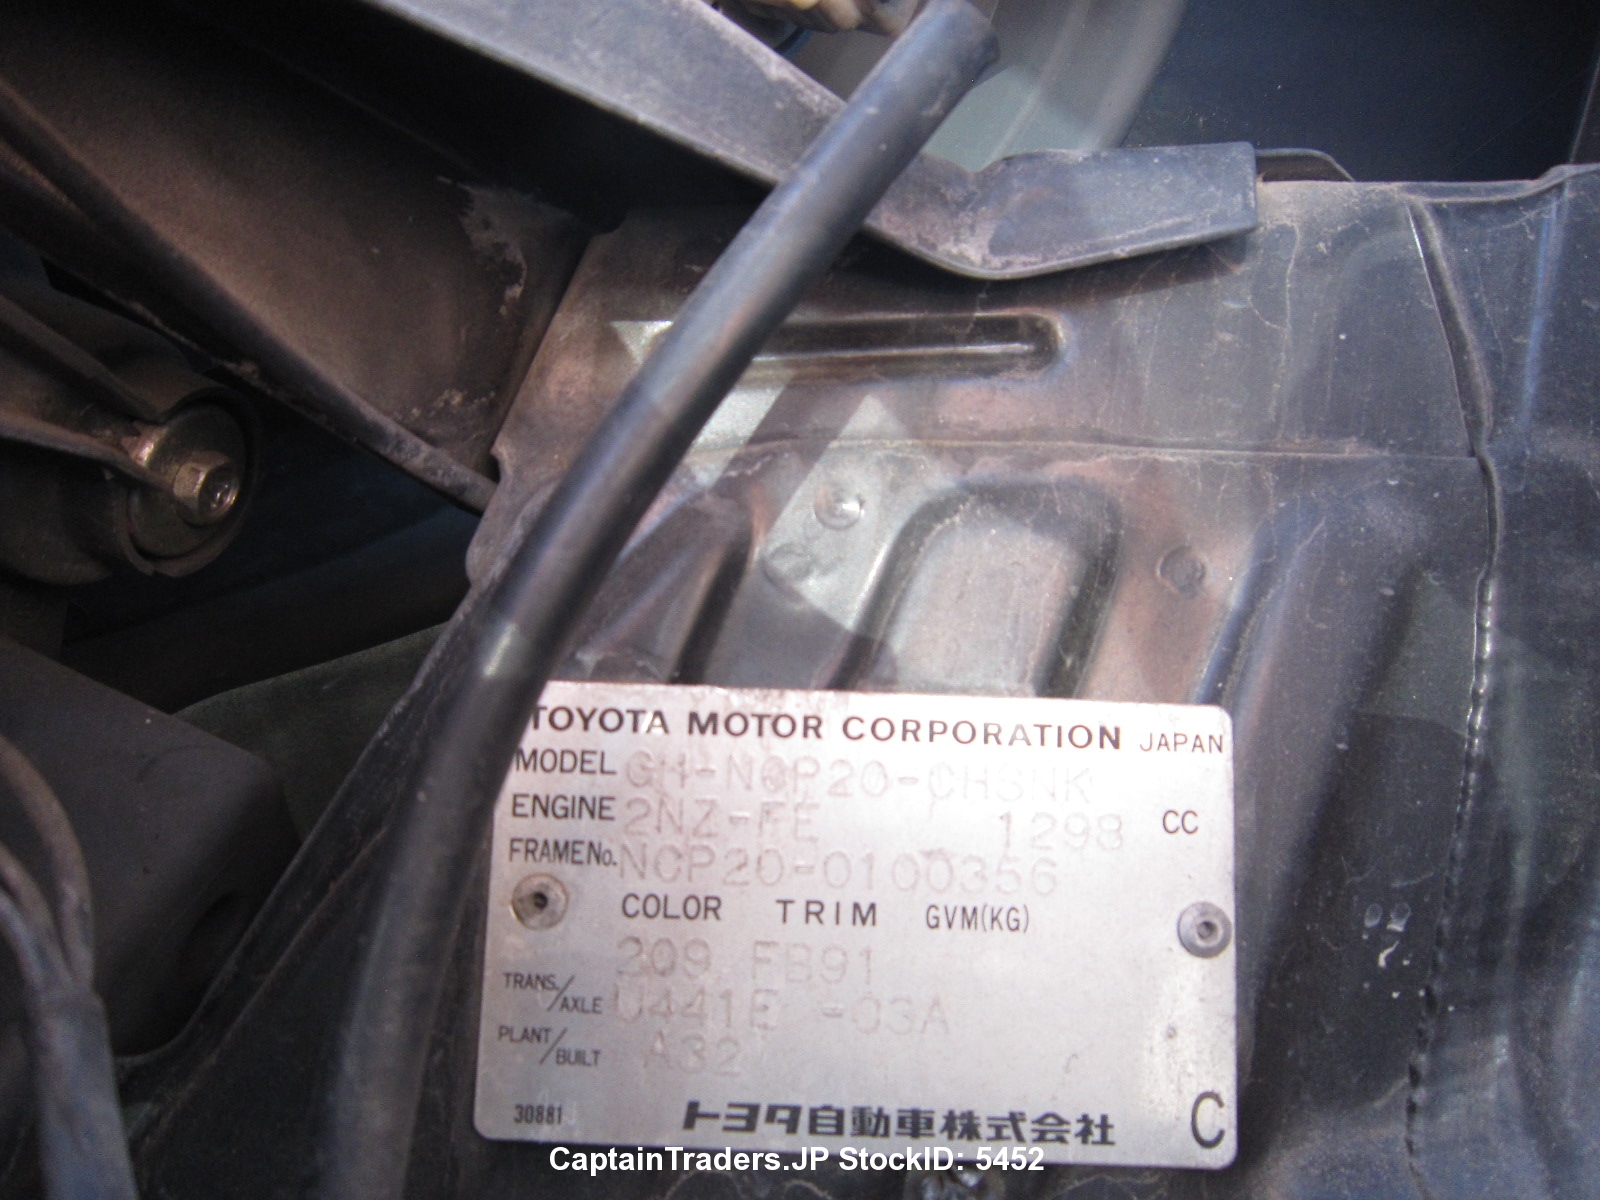 TOYOTA MOTOR CORPORATION JAPAN
MODEL GH-NCP20-CHSNK
ENGINE 2NZ-FE 1298 CC
FRAME No. NCP20-0100356
COLOR TRIM GVM(KG)
209 FB91
TRANS./AXLE U441E -03A
PLANT/BUILT A32
30881 トヨタ自動車株式会社 C
CaptainTraders.JP StockID: 5452